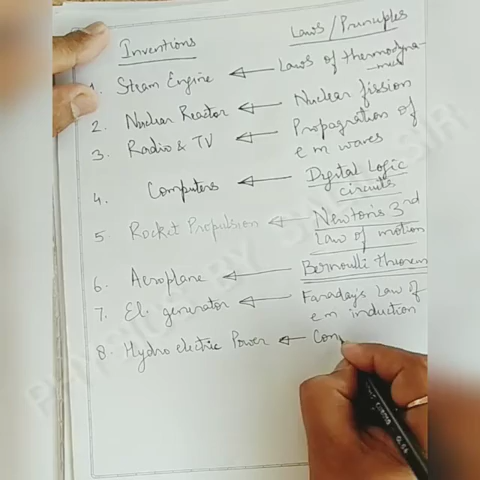 Inventions Laws/Principles
1. Steam Engine ← Laws of thermodyna-
mics
2. Nuclear Reactor ← Nuclear fission
3. Radio & TV ← Propagation of
e m waves
4. Computers ← Digital Logic
circuits
5. Rocket Propulsion ← Newton's 3rd
Law of motion
6. Aeroplane ← Bernoulli theorem
7. El. generator ← Faraday's Law of
e m induction
8. Hydroelectric Power ← Con